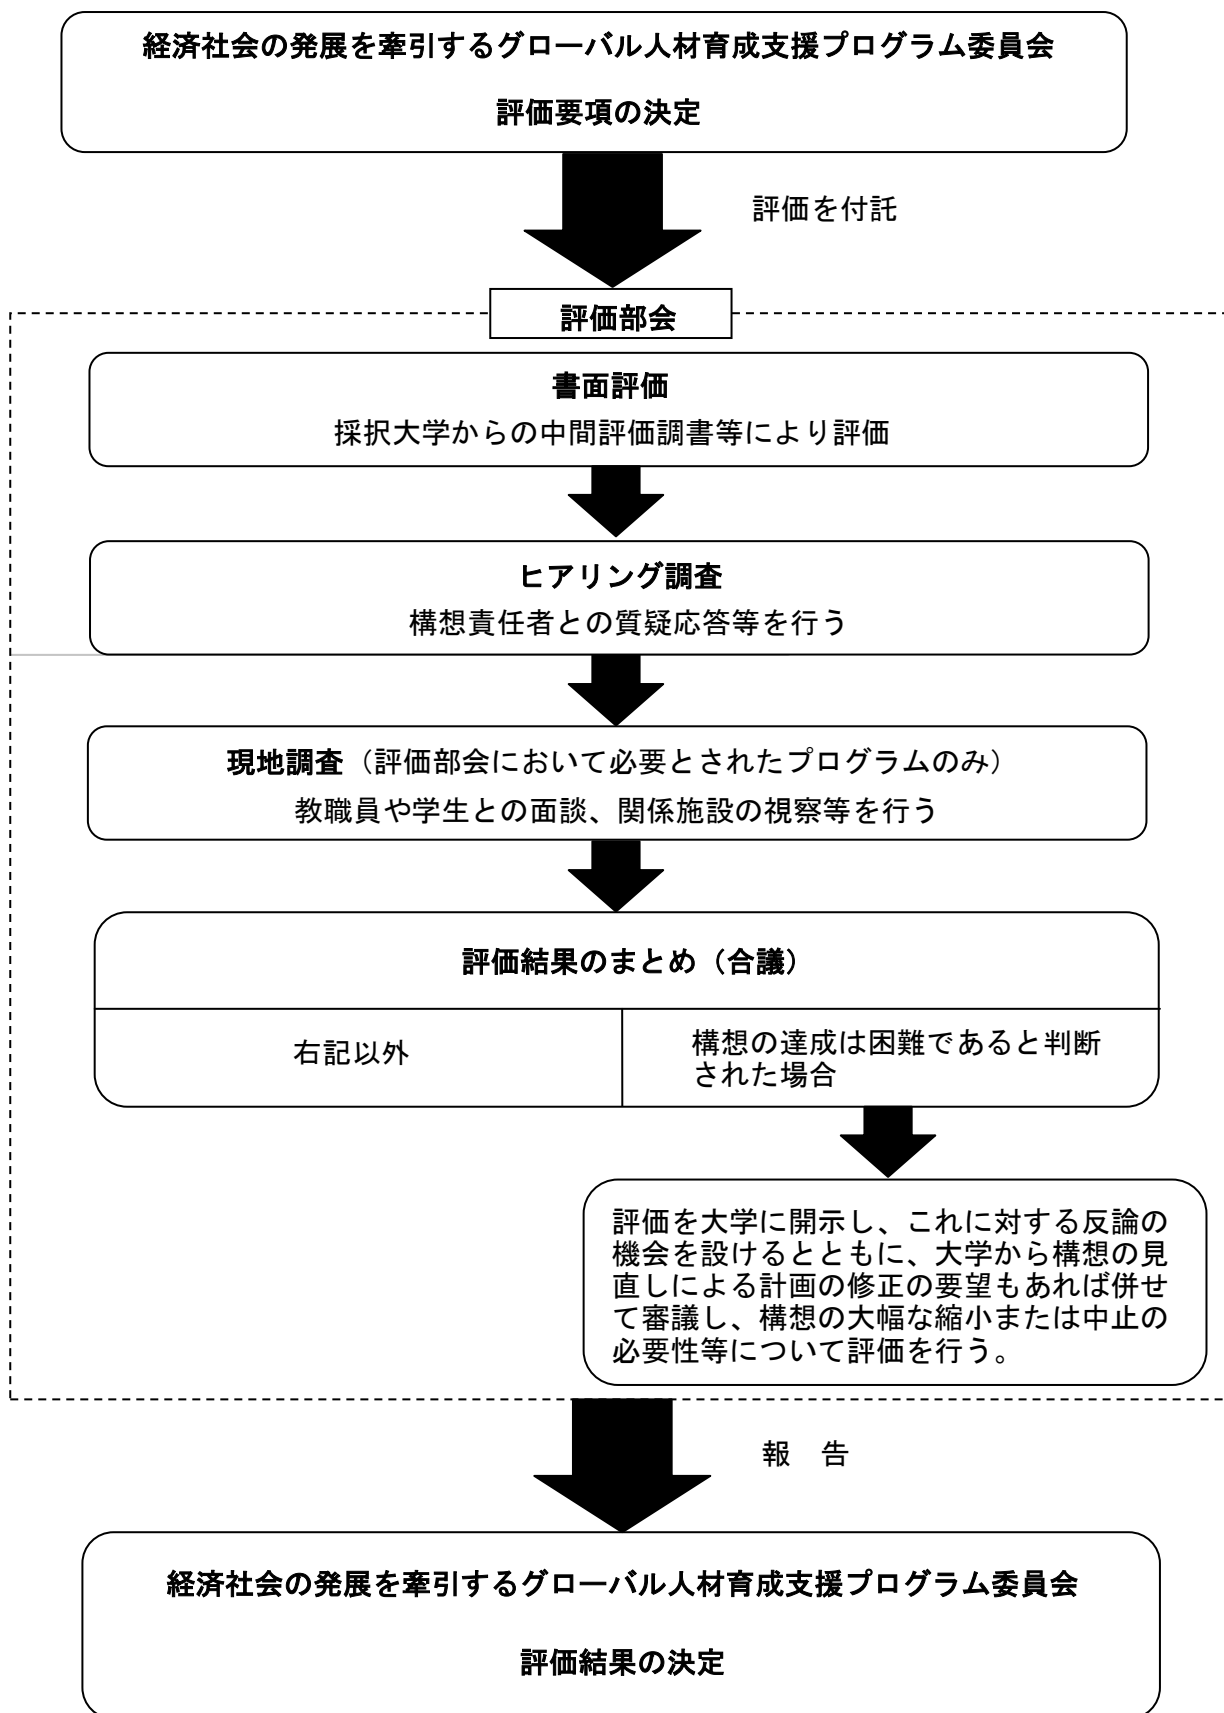 経済社会の発展を牽引するグローバル人材育成支援プログラム委員会
評価要項の決定
評価を付託
評価部会
書面評価
採択大学からの中間評価調書等により評価
ヒアリング調査
構想責任者との質疑応答等を行う
現地調査（評価部会において必要とされたプログラムのみ）
教職員や学生との面談、関係施設の視察等を行う
評価結果のまとめ（合議）
右記以外
構想の達成は困難であると判断
された場合
評価を大学に開示し、これに対する反論の
機会を設けるとともに、大学から構想の見
直しによる計画の修正の要望もあれば併せ
て審議し、構想の大幅な縮小または中止の
必要性等について評価を行う。
報　告
経済社会の発展を牽引するグローバル人材育成支援プログラム委員会
評価結果の決定